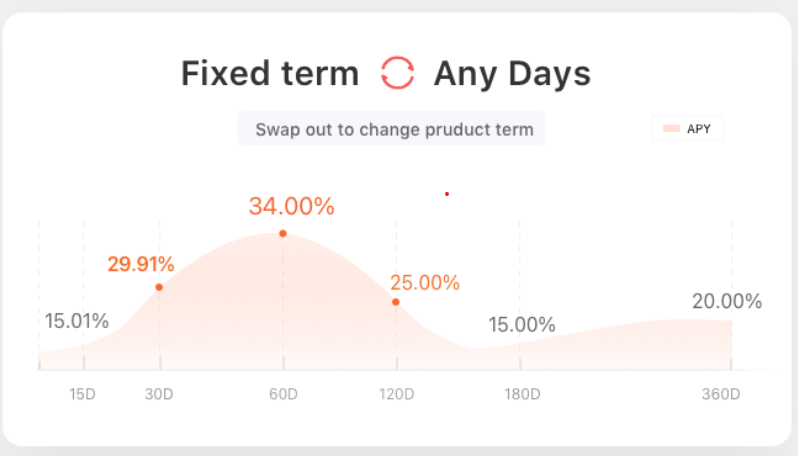 Fixed term Any Days
Swap out to change pruduct term
APY
34.00%
29.91%
25.00%
20.00%
15.01%
15.00%
15D 30D 60D 120D 180D 360D